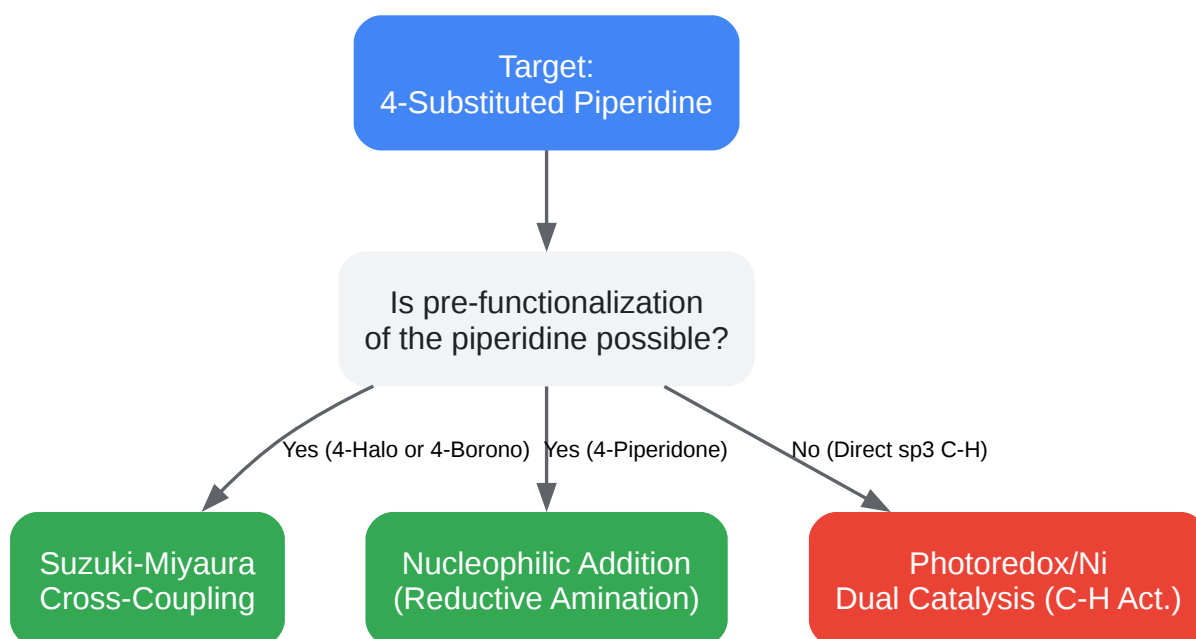 Target:
4-Substituted Piperidine
Is pre-functionalization
of the piperidine possible?
Yes (4-Halo or 4-Borono)
Yes (4-Piperidone)
No (Direct sp3 C-H)
Suzuki-Miyaura
Cross-Coupling
Nucleophilic Addition
(Reductive Amination)
Photoredox/Ni
Dual Catalysis (C-H Act.)